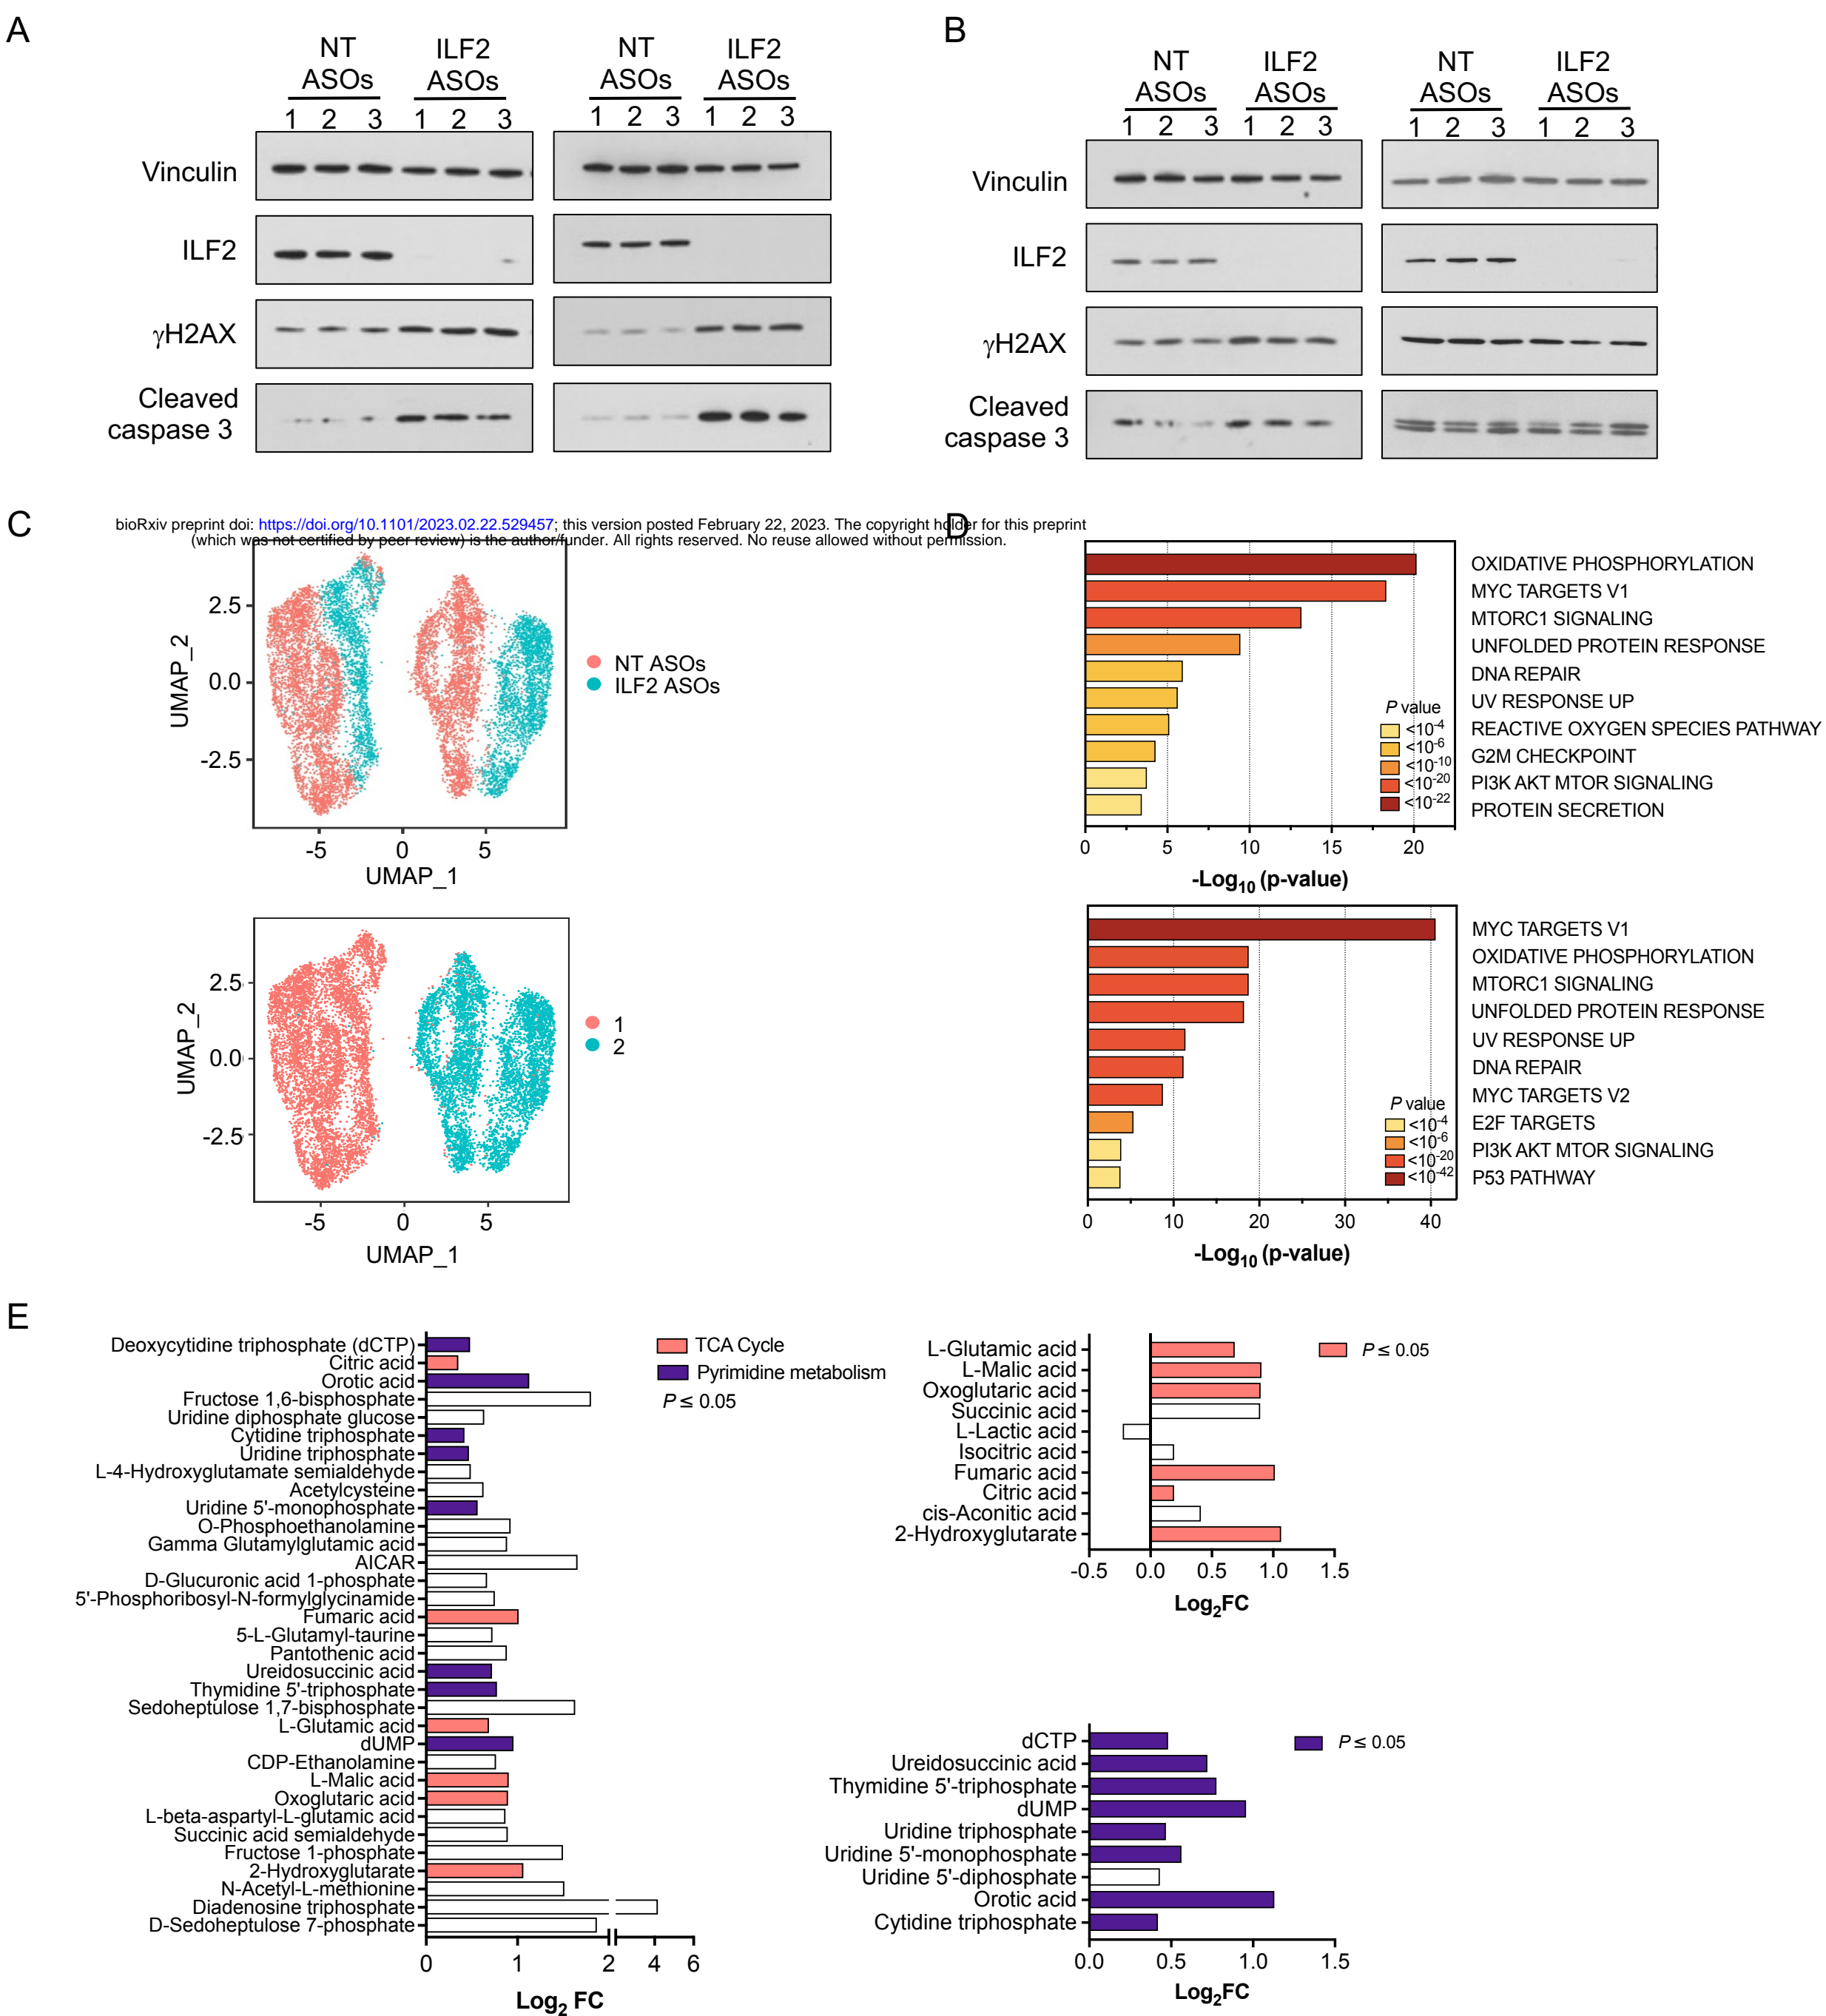 A
NT
ASOs
ILF2
ASOs
NT
ASOs
ILF2
ASOs
1 2 3 1 2 3
1 2 3 1 2 3
Vinculin
ILF2
γH2AX
Cleaved
caspase 3
B
NT
ASOs
ILF2
ASOs
NT
ASOs
ILF2
ASOs
1 2 3 1 2 3
1 2 3 1 2 3
Vinculin
ILF2
γH2AX
Cleaved
caspase 3
bioRxiv preprint doi: https://doi.org/10.1101/2023.02.22.529457; this version posted February 22, 2023. The copyright holder for this preprint
(which was not certified by peer review) is the author/funder. All rights reserved. No reuse allowed without permission.
C
UMAP_2
2.5
0.0
-2.5
-5 0 5
UMAP_1
NT ASOs
ILF2 ASOs
UMAP_2
2.5
0.0
-2.5
-5 0 5
UMAP_1
1
2
D
OXIDATIVE PHOSPHORYLATION
MYC TARGETS V1
MTORC1 SIGNALING
UNFOLDED PROTEIN RESPONSE
DNA REPAIR
UV RESPONSE UP
REACTIVE OXYGEN SPECIES PATHWAY
G2M CHECKPOINT
PI3K AKT MTOR SIGNALING
PROTEIN SECRETION
P value
<10-4
<10-6
<10-10
<10-20
<10-22
0 5 10 15 20
-Log10 (p-value)
MYC TARGETS V1
OXIDATIVE PHOSPHORYLATION
MTORC1 SIGNALING
UNFOLDED PROTEIN RESPONSE
UV RESPONSE UP
DNA REPAIR
MYC TARGETS V2
E2F TARGETS
PI3K AKT MTOR SIGNALING
P53 PATHWAY
P value
<10-4
<10-6
<10-20
<10-42
0 10 20 30 40
-Log10 (p-value)
E
Deoxycytidine triphosphate (dCTP)
Citric acid
Orotic acid
Fructose 1,6-bisphosphate
Uridine diphosphate glucose
Cytidine triphosphate
Uridine triphosphate
L-4-Hydroxyglutamate semialdehyde
Acetylcysteine
Uridine 5'-monophosphate
O-Phosphoethanolamine
Gamma Glutamylglutamic acid
AICAR
D-Glucuronic acid 1-phosphate
5'-Phosphoribosyl-N-formylglycinamide
Fumaric acid
5-L-Glutamyl-taurine
Pantothenic acid
Ureidosuccinic acid
Thymidine 5'-triphosphate
Sedoheptulose 1,7-bisphosphate
L-Glutamic acid
dUMP
CDP-Ethanolamine
L-Malic acid
Oxoglutaric acid
L-beta-aspartyl-L-glutamic acid
Succinic acid semialdehyde
Fructose 1-phosphate
2-Hydroxyglutarate
N-Acetyl-L-methionine
Diadenosine triphosphate
D-Sedoheptulose 7-phosphate
0 1 2 4 6
Log2 FC
TCA Cycle
Pyrimidine metabolism
P ≤ 0.05
L-Glutamic acid
L-Malic acid
Oxoglutaric acid
Succinic acid
L-Lactic acid
Isocitric acid
Fumaric acid
Citric acid
cis-Aconitic acid
2-Hydroxyglutarate
P ≤ 0.05
-0.5 0.0 0.5 1.0 1.5
Log2FC
dCTP
Ureidosuccinic acid
Thymidine 5'-triphosphate
dUMP
Uridine triphosphate
Uridine 5'-monophosphate
Uridine 5'-diphosphate
Orotic acid
Cytidine triphosphate
P ≤ 0.05
0.0 0.5 1.0 1.5
Log2FC